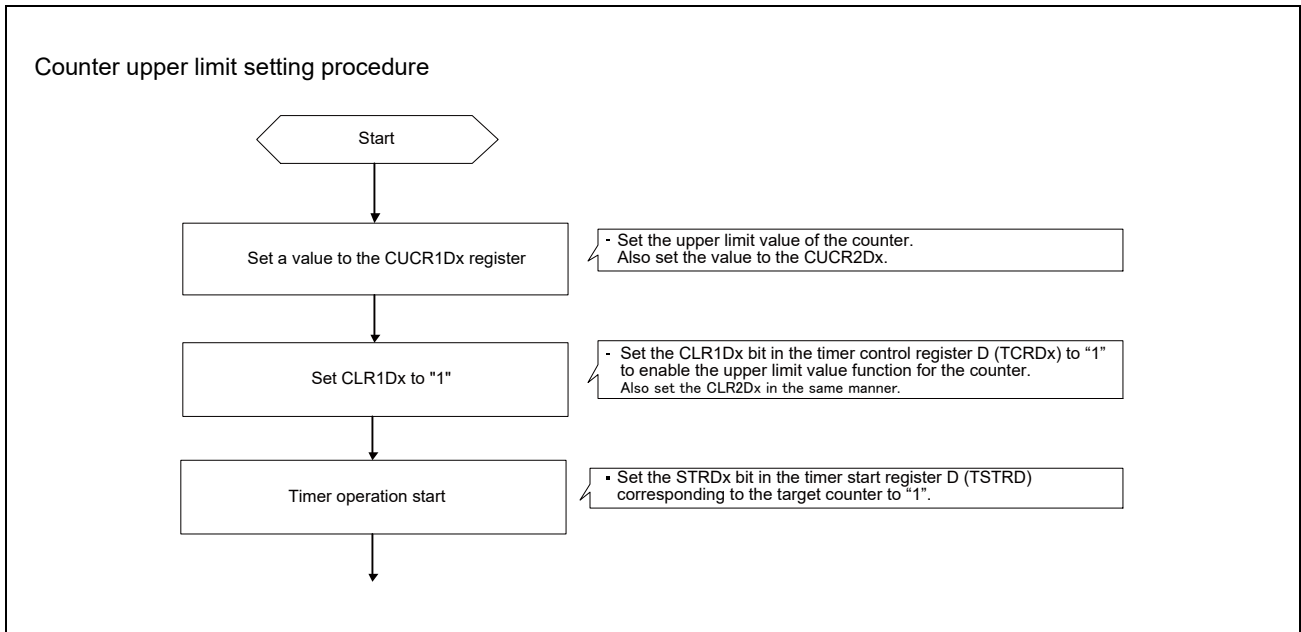 Counter upper limit setting procedure
Start
Set a value to the CUCR1Dx register
- Set the upper limit value of the counter.
Also set the value to the CUCR2Dx.
Set CLR1Dx to "1"
- Set the CLR1Dx bit in the timer control register D (TCRDx) to “1”
to enable the upper limit value function for the counter.
Also set the CLR2Dx in the same manner.
Timer operation start
▪ Set the STRDx bit in the timer start register D (TSTRD)
corresponding to the target counter to “1”.